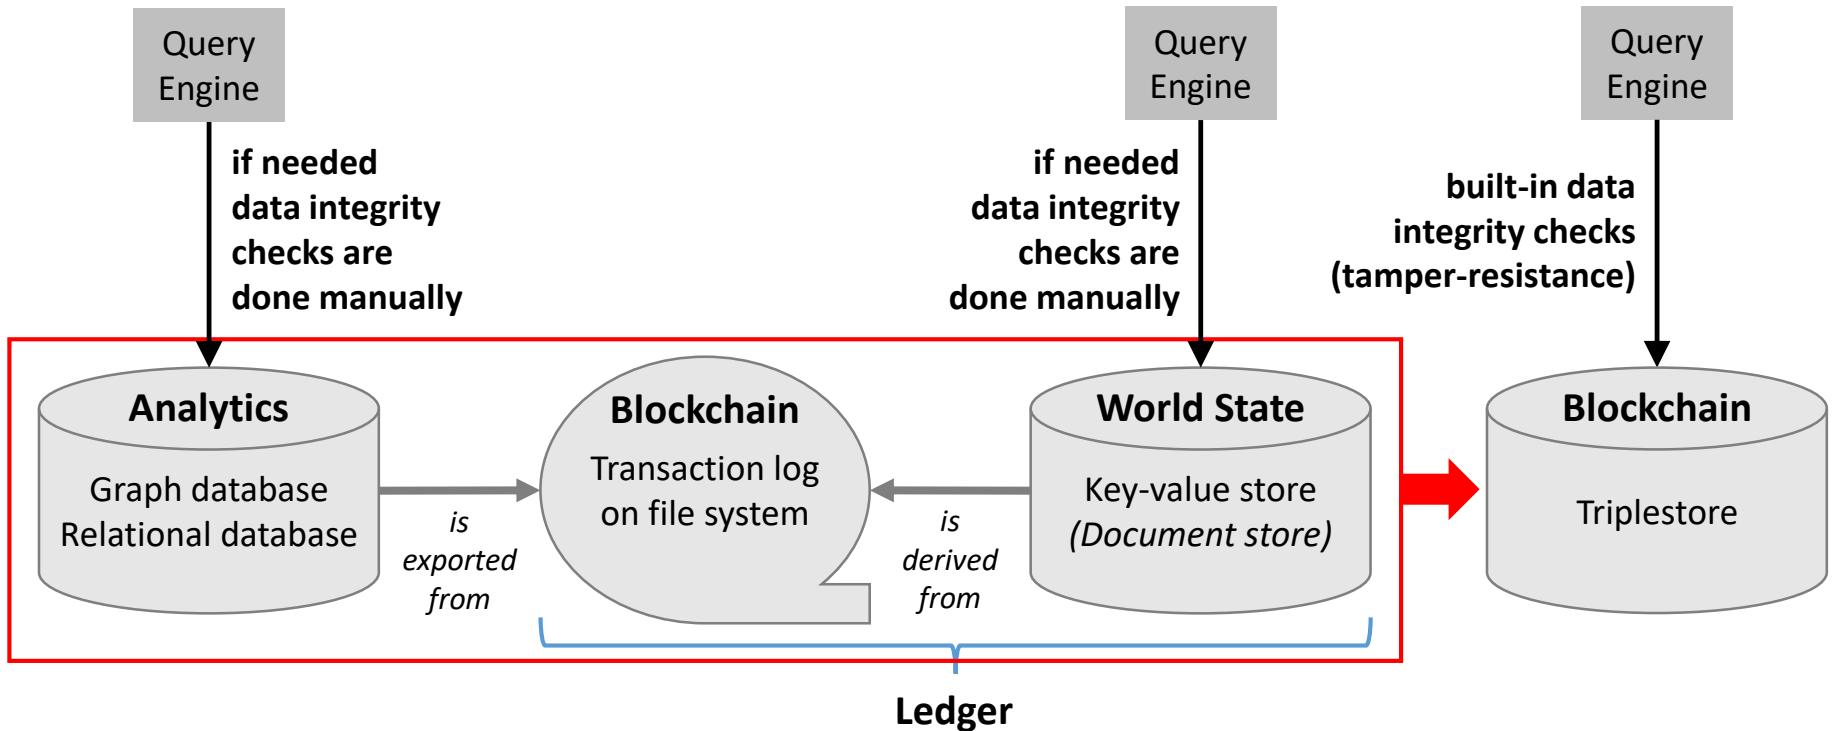 Query
Engine
Query
Engine
Query
Engine
if needed
data integrity
checks are
done manually
if needed
data integrity
checks are
done manually
built-in data
integrity checks
(tamper-resistance)
Analytics
Graph database
Relational database
is
exported
from
Blockchain
Transaction log
on file system
is
derived
from
World State
Key-value store
(Document store)
Blockchain
Triplestore
Ledger